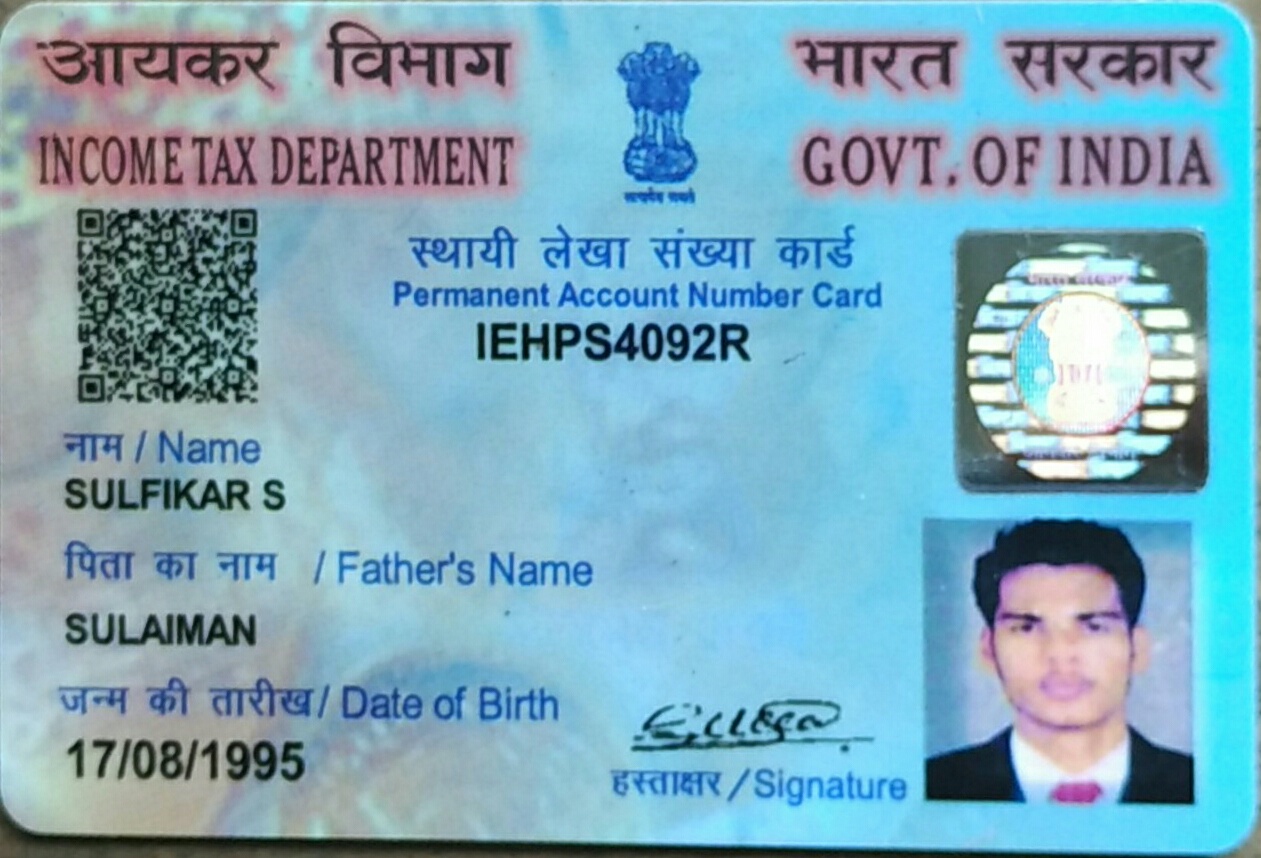 आयकर विभाग
भारत सरकार
INCOME TAX DEPARTMENT
GOVT. OF INDIA
सत्यमेव जयते
स्थायी लेखा संख्या कार्ड
Permanent Account Number Card
IEHPS4092R
नाम / Name
SULFIKAR S
पिता का नाम / Father's Name
SULAIMAN
जन्म की तारीख / Date of Birth
17/08/1995
हस्ताक्षर / Signature